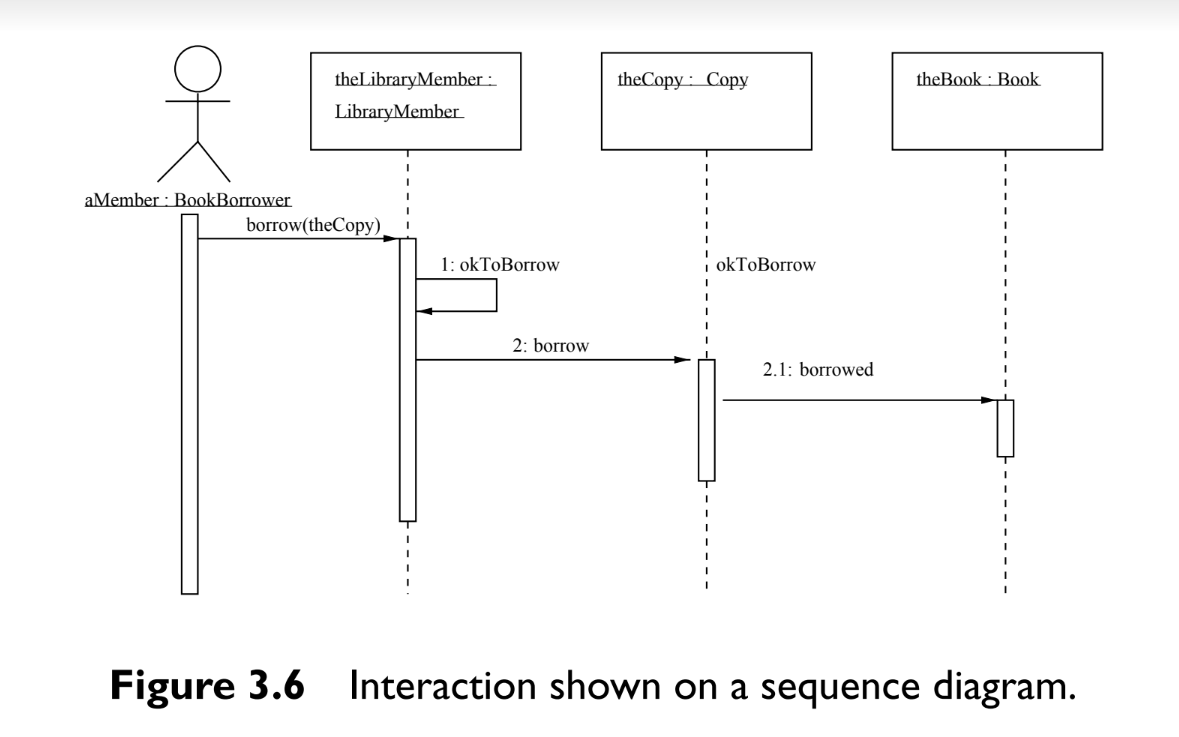 theLibraryMember :
LibraryMember
theCopy : Copy
theBook : Book
aMember : BookBorrower
borrow(theCopy)
1: okToBorrow
okToBorrow
2: borrow
2.1: borrowed
Figure 3.6 Interaction shown on a sequence diagram.